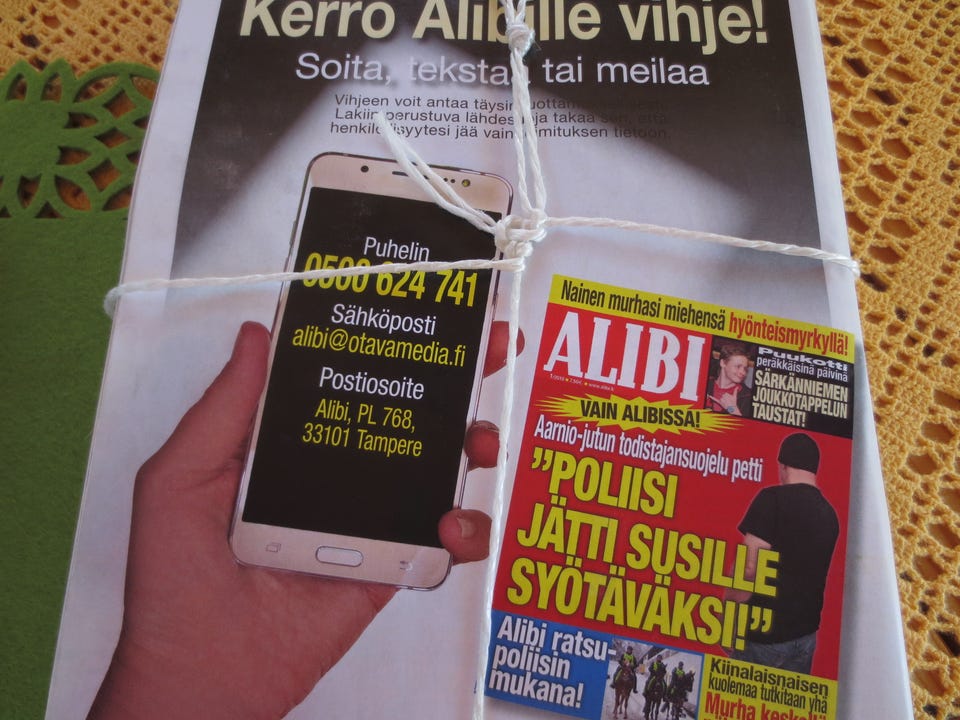 Kerro Alibille vihje!
Soita, tekstaa tai meilaa
Vihjeen voit antaa
Lakiin perustuva lähdesuoja takaa sen, että
henkilöllisyytesi jää vain toimituksen tietoon.
Puhelin
0500 624 741
Sähköposti
alibi@otavamedia.fi
Postiosoite
Alibi, PL 768,
33101 Tampere
Nainen murhasi miehensä hyönteismyrkyllä!
ALIBI
Puukotti
peräkkäisinä päivinä
SÄRKÄNNIEMEN
JOUKKOTAPPELUN
TAUSTAT!
VAIN ALIBISSA!
Aarnio-jutun todistajansuojelu petti
"POLIISI
JÄTTI SUSILLE
SYÖTÄVÄKSI!"
Alibi ratsu-
poliisin
mukana!
Kiinalaisnaisen
kuolemaa tutkitaan yhä
Murha